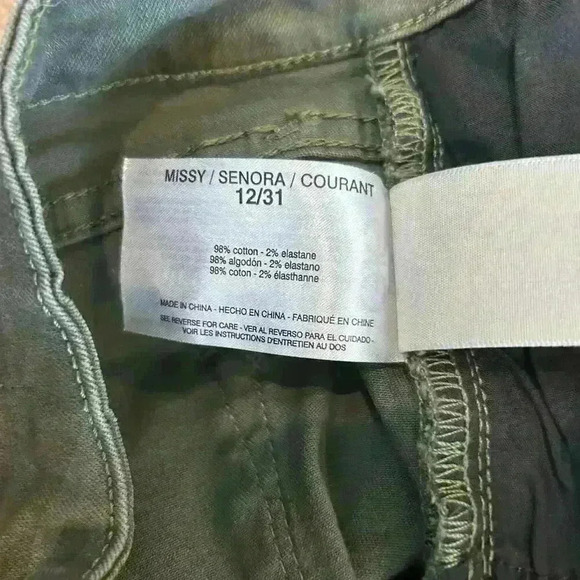 MiSSY / SENORA / COURANT
12/31
98% cotton - 2% elastane
98% algodón - 2% elastano
98% coton - 2% élasthanne
MADE IN CHINA - HECHO EN CHINA - FABRIQUÉ EN CHINE
SEE REVERSE FOR CARE - VER AL REVERSO PARA EL CUIDADO -
VOIR LES INSTRUCTIONS D'ENTRETIEN AU DOS